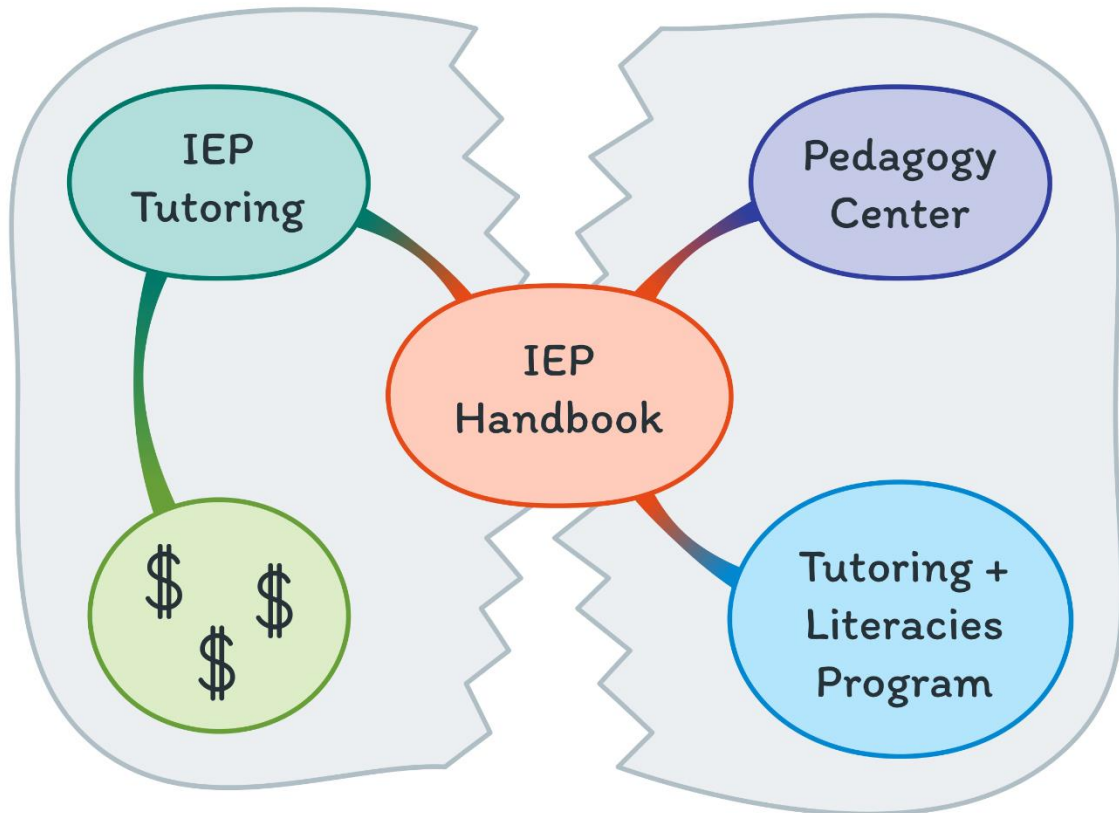 IEP
Tutoring
Pedagogy
Center
IEP
Handbook
$ $
$
Tutoring +
Literacies
Program